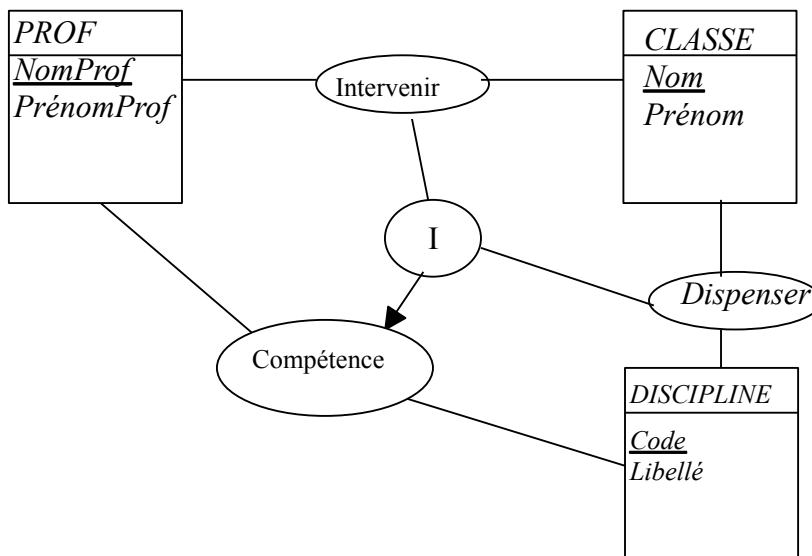 PROF
NomProf
PrénomProf
Intervenir
CLASSE
Nom
Prénom
I
Dispenser
Compétence
DISCIPLINE
Code
Libellé